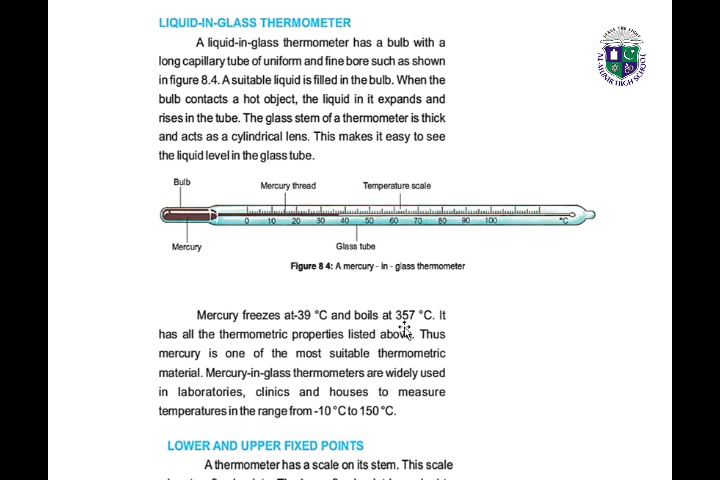 LIQUID-IN-GLASS THERMOMETER
A liquid-in-glass thermometer has a bulb with a
long capillary tube of uniform and fine bore such as shown
in figure 8.4. A suitable liquid is filled in the bulb. When the
bulb contacts a hot object, the liquid in it expands and
rises in the tube. The glass stem of a thermometer is thick
and acts as a cylindrical lens. This makes it easy to see
the liquid level in the glass tube.
Bulb
Mercury thread
Temperature scale
0 10 20 30 40 50 60 70 80 90 100 °C
Mercury
Glass tube
Figure 8 4: A mercury - in - glass thermometer
Mercury freezes at-39 °C and boils at 357 °C. It
has all the thermometric properties listed above. Thus
mercury is one of the most suitable thermometric
material. Mercury-in-glass thermometers are widely used
in laboratories, clinics and houses to measure
temperatures in the range from -10 °C to 150 °C.
LOWER AND UPPER FIXED POINTS
A thermometer has a scale on its stem. This scale